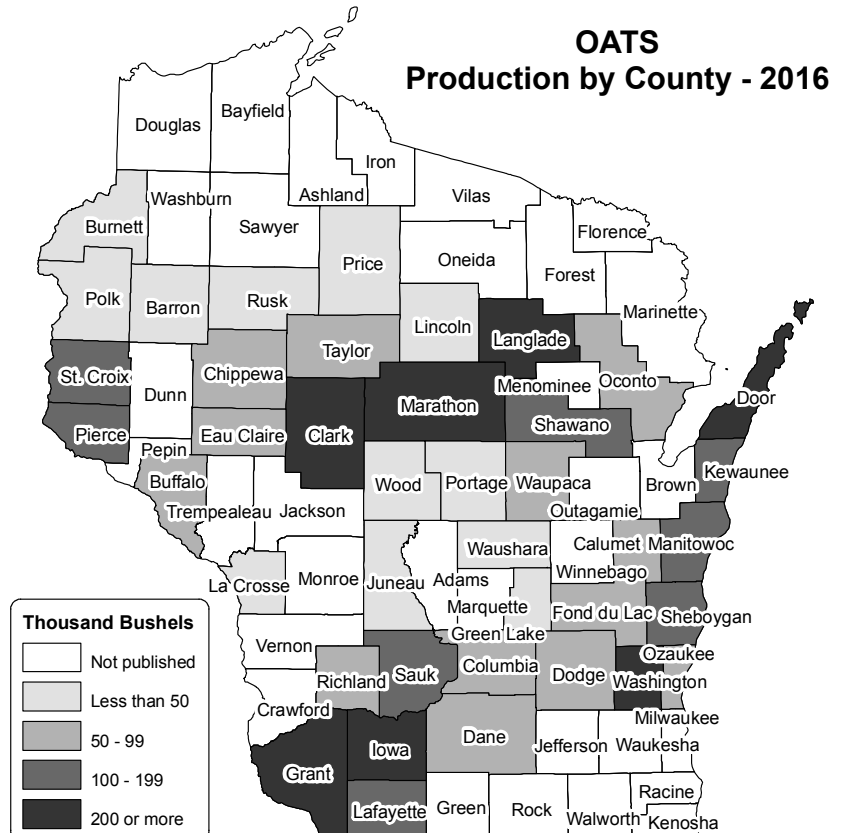 OATS
Production by County - 2016
Douglas
Bayfield
Iron
Ashland
Washburn
Vilas
Burnett
Sawyer
Florence
Price
Oneida
Forest
Polk
Barron
Rusk
Marinette
Lincoln
Langlade
Taylor
St. Croix
Chippewa
Menominee
Oconto
Dunn
Door
Marathon
Pierce
Eau Claire
Clark
Shawano
Pepin
Kewaunee
Buffalo
Wood
Portage
Waupaca
Brown
Trempealeau
Jackson
Outagamie
Waushara
Calumet
Manitowoc
Winnebago
La Crosse
Monroe
Juneau
Adams
Marquette
Fond du Lac
Sheboygan
Green Lake
Vernon
Ozaukee
Richland
Sauk
Columbia
Dodge
Washington
Crawford
Milwaukee
Grant
Iowa
Dane
Jefferson
Waukesha
Racine
Lafayette
Green
Rock
Walworth
Kenosha
Thousand Bushels
Not published
Less than 50
50 - 99
100 - 199
200 or more